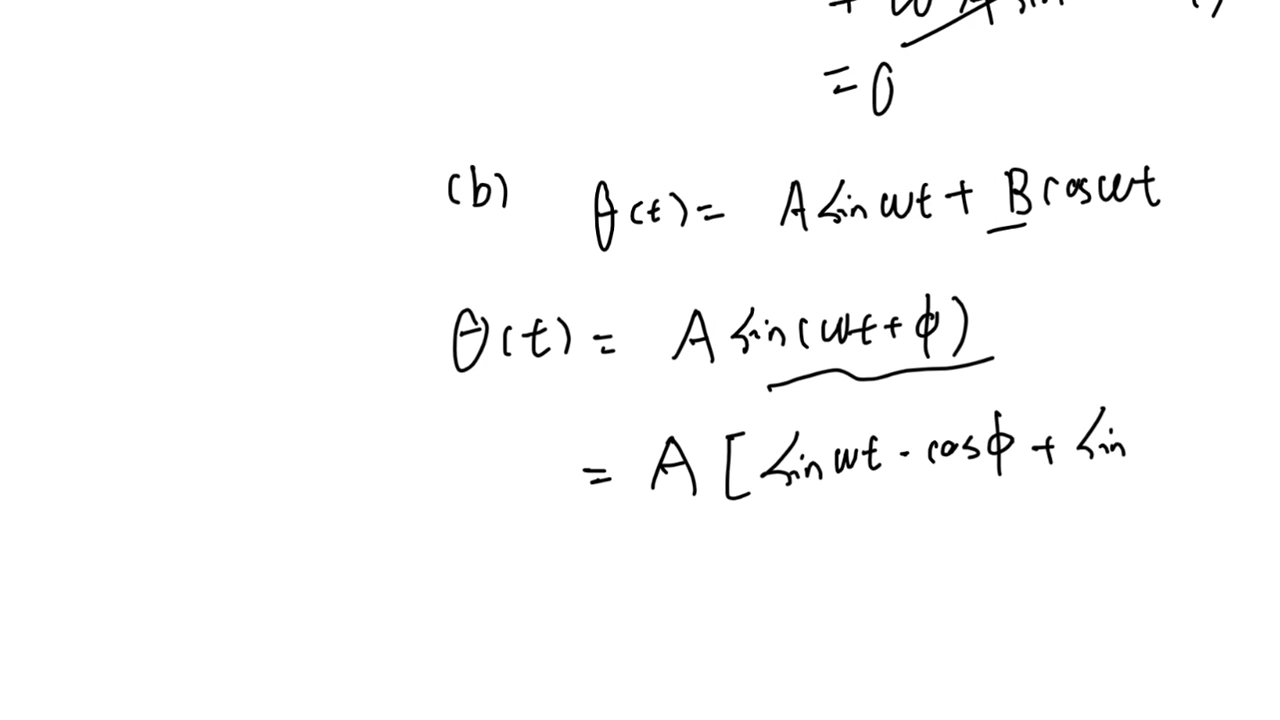 = 0
(b) θ(t) = A sin ωt + B cos ωt
θ(t) = A sin(ωt + φ)
= A [ sin ωt · cos φ + sin